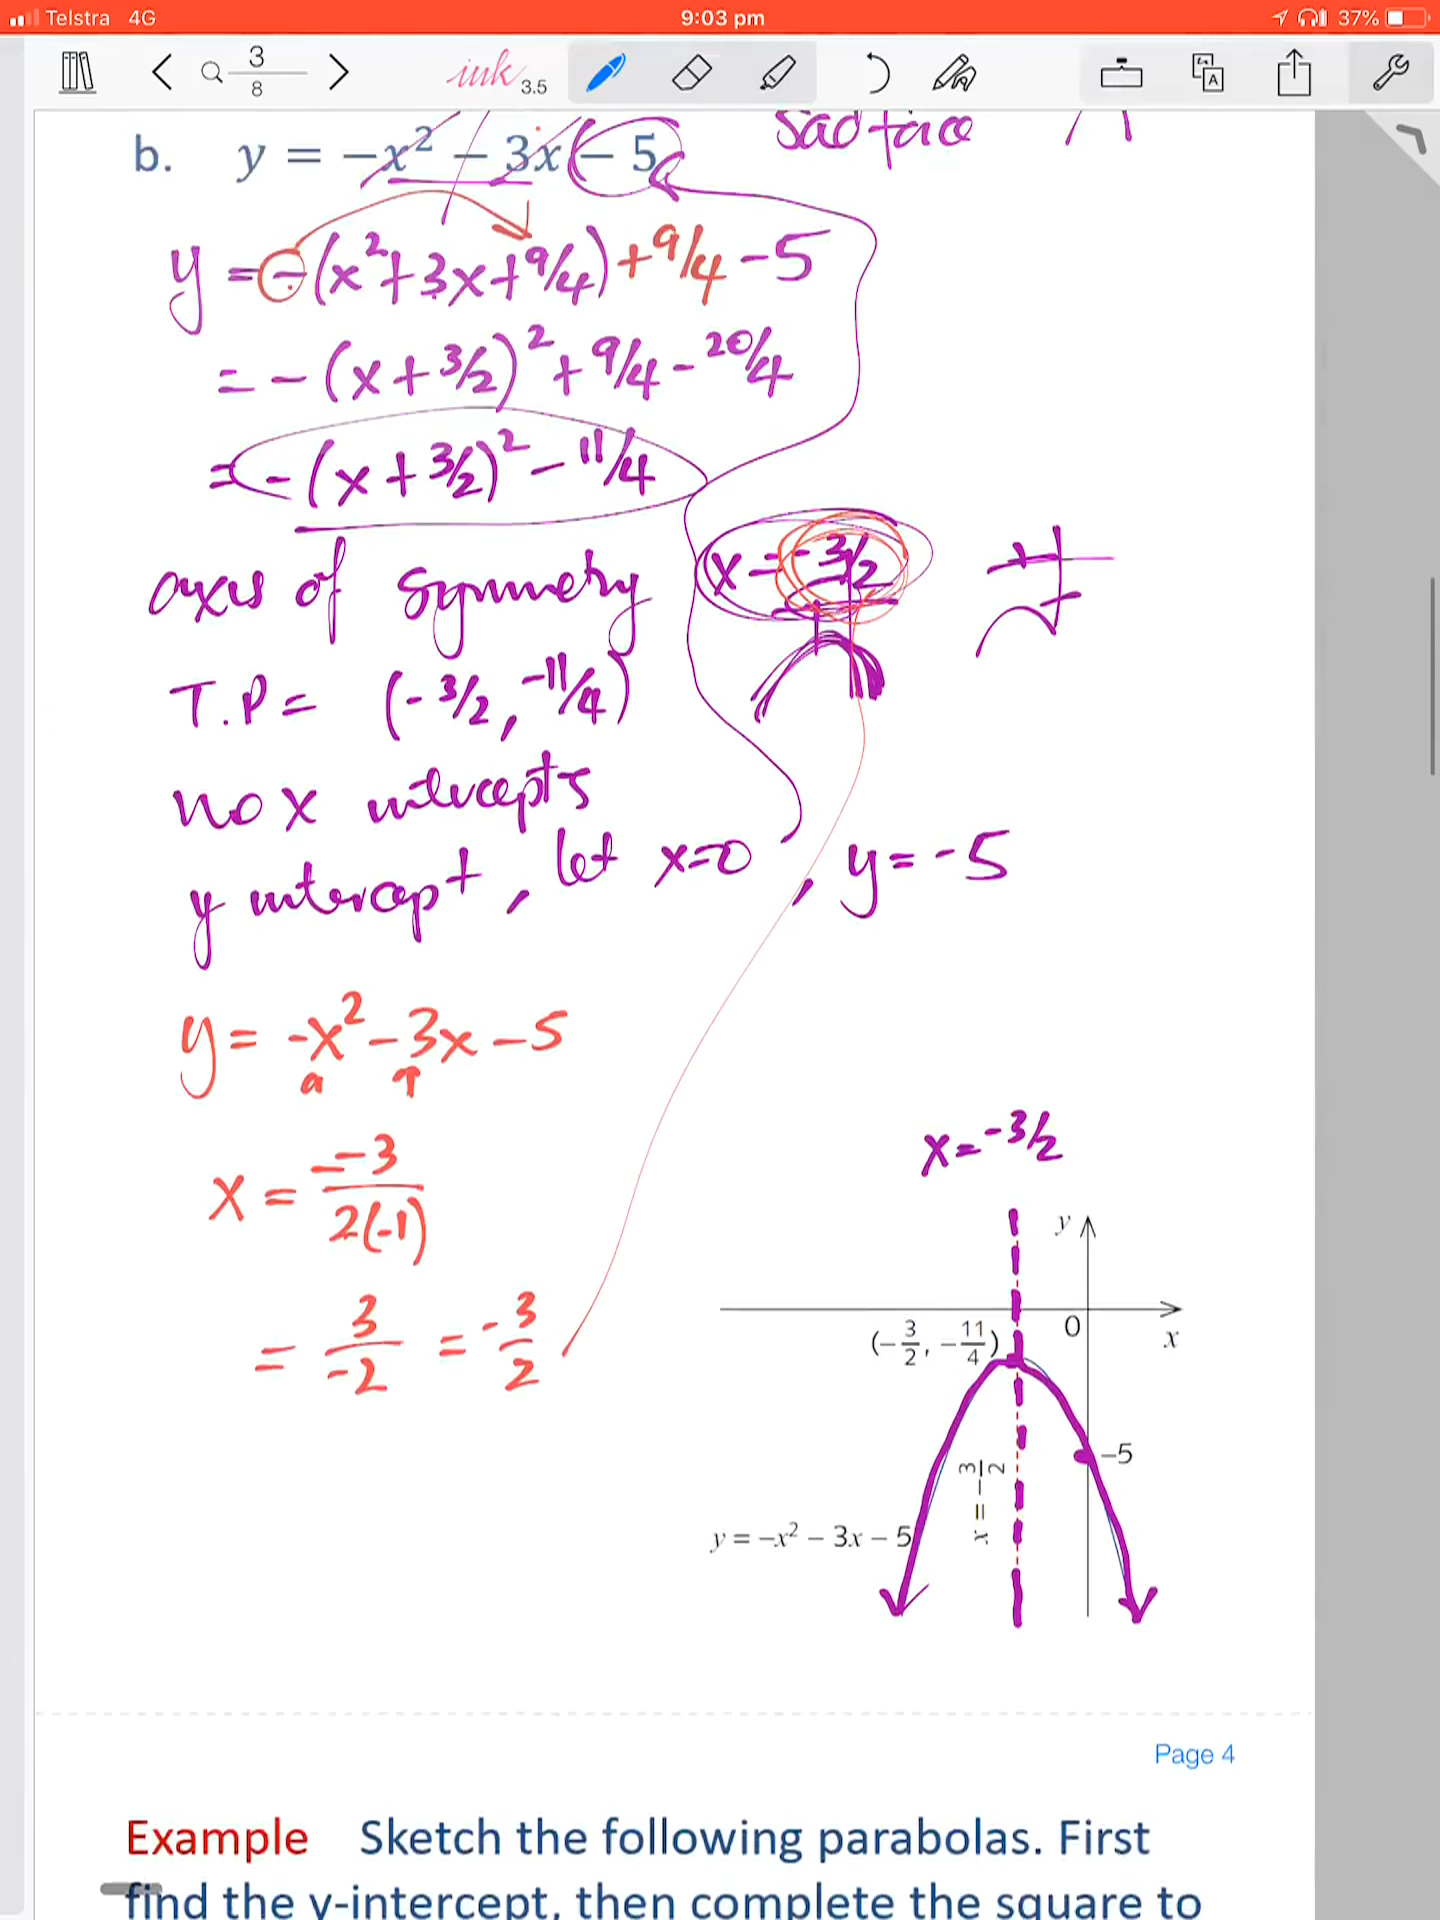 Telstra 4G 9:03 pm 37%
3
8
ink 3.5
sad face
b. y = −x² − 3x − 5
y = −(x² + 3x + 9/4) + 9/4 − 5
= −(x + 3/2)² + 9/4 − 20/4
= −(x + 3/2)² − 11/4
axis of symmetry x = −3/2
T.P = (−3/2, −11/4)
no x intercepts
y intercept, let x=0, y = −5
y = −x² − 3x − 5
a
x = −−3/2(−1)
= 3/−2 = −3/2
x = −3/2
y
0
x
(−3/2, −11/4)
−5
x = −3/2
y = −x² − 3x − 5
Page 4
Example Sketch the following parabolas. First
find the y-intercept, then complete the square to